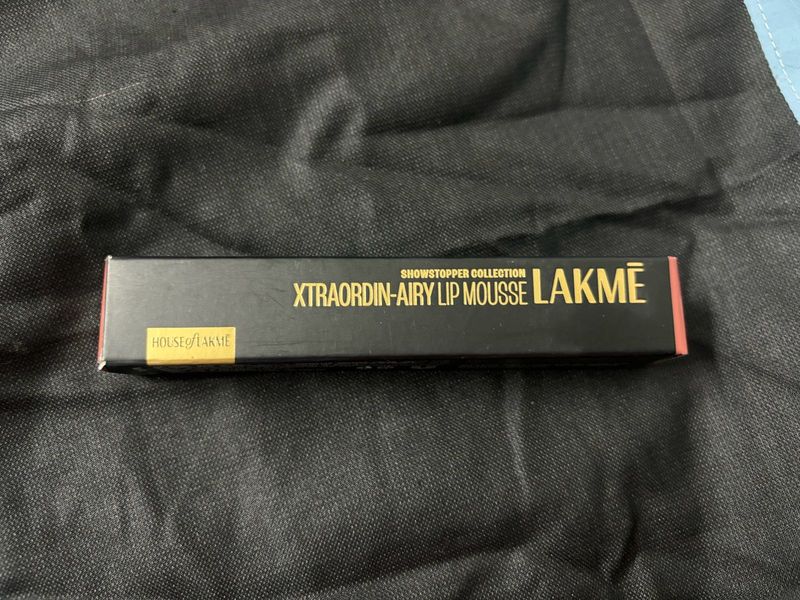 SHOWSTOPPER COLLECTION
XTRAORDIN-AIRY LIP MOUSSE LAKMĒ
HOUSE of LAKMĒ